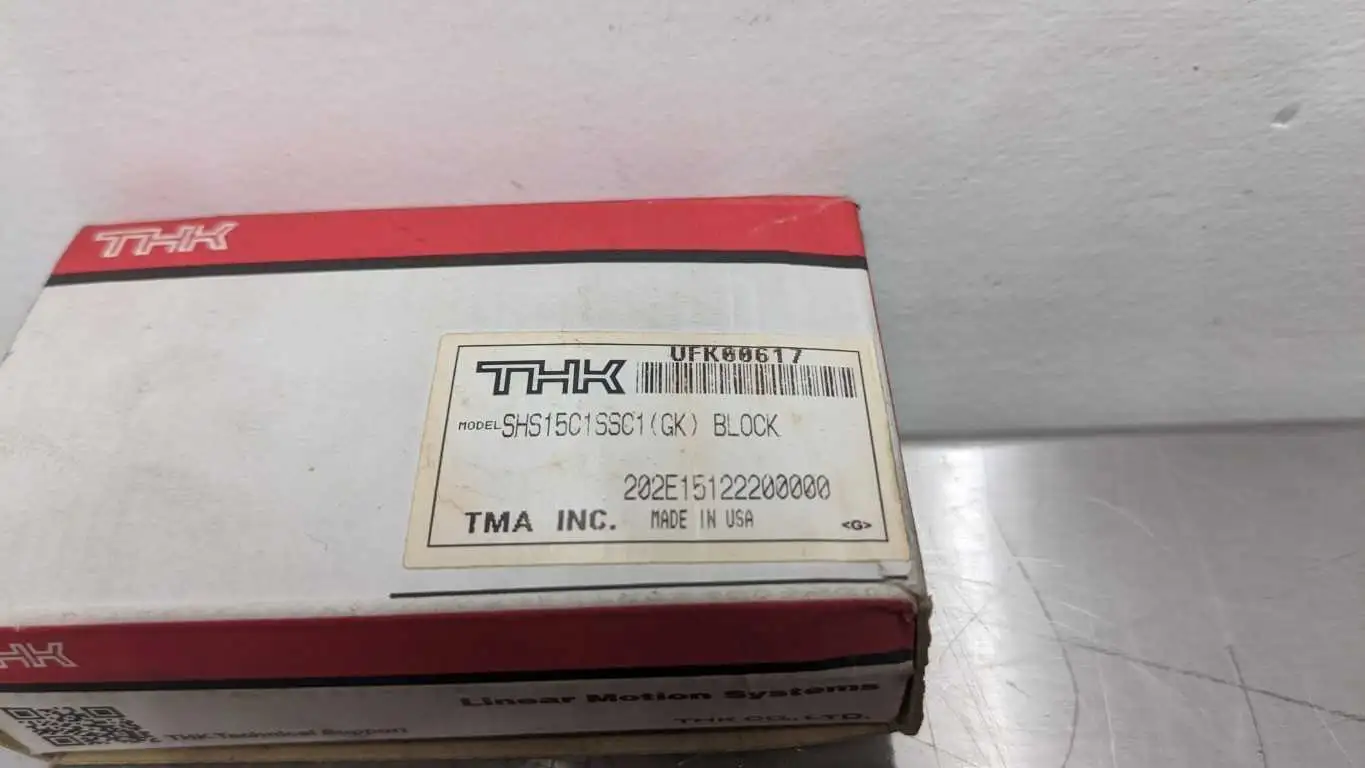 THK
UFK00617
THK
MODEL SHS15C1SSC1(GK) BLOCK
202E15122200000
TMA INC. MADE IN USA <G>
THK
Linear Motion Systems
THK Technical Support
THK CO., LTD.